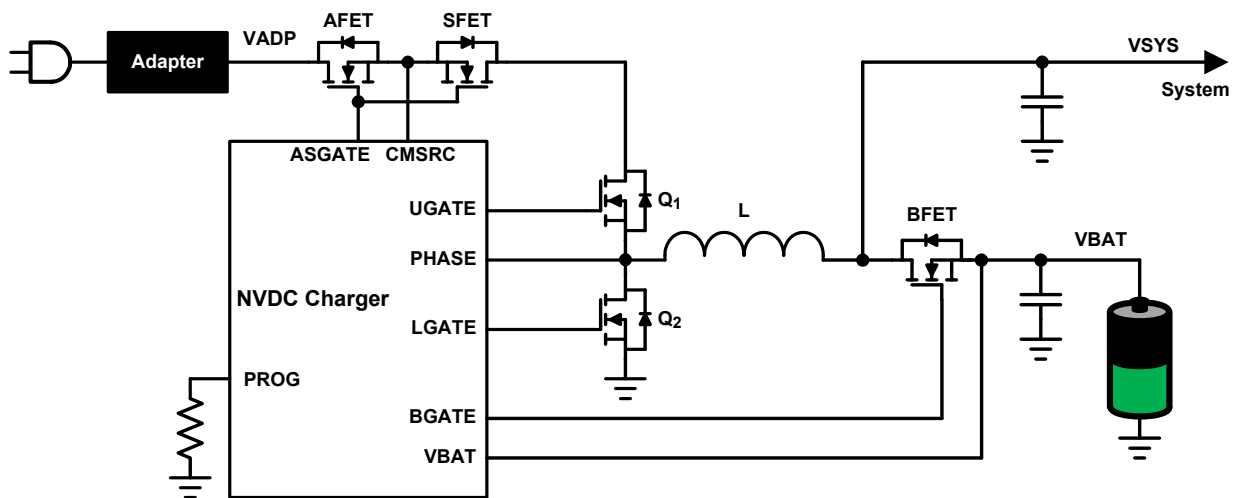 AFET SFET
VADP
VSYS
Adapter
System
ASGATE CMSRC
UGATE
Q1
L
BFET
VBAT
PHASE
NVDC Charger
LGATE
Q2
PROG
BGATE
VBAT